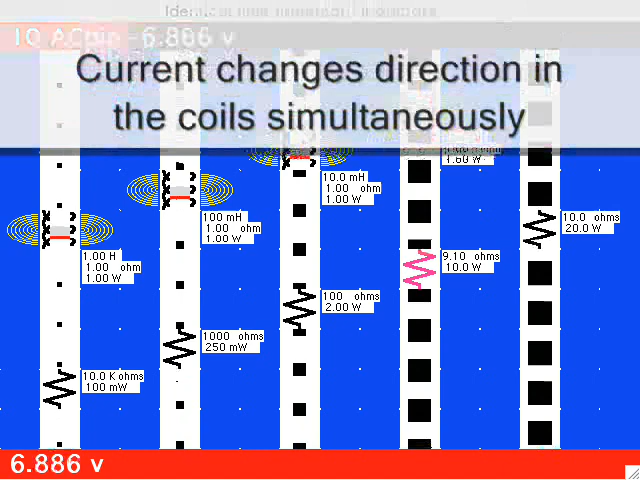 IQ ACmin -6.886 v
Current changes direction in
the coils simultaneously
1.60 W
10.0 mH
1.00 ohm
1.00 W
100 mH
1.00 ohm
1.00 W
10.0 ohms
20.0 W
1.00 H
1.00 ohm
1.00 W
9.10 ohms
10.0 W
100 ohms
2.00 W
1000 ohms
250 mW
10.0 K ohms
100 mW
6.886 v